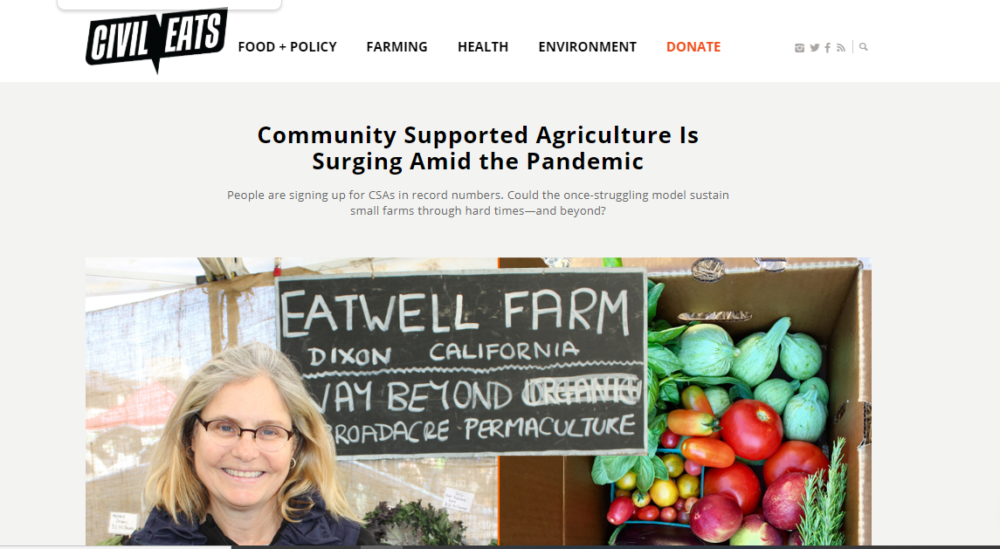 CIVIL EATS
FOOD + POLICY FARMING HEALTH ENVIRONMENT DONATE
Community Supported Agriculture Is
Surging Amid the Pandemic
People are signing up for CSAs in record numbers. Could the once-struggling model sustain
small farms through hard times—and beyond?
EATWELL FARM
DIXON CALIFORNIA
WAY BEYOND ORGANIC
BROADACRE PERMACULTURE